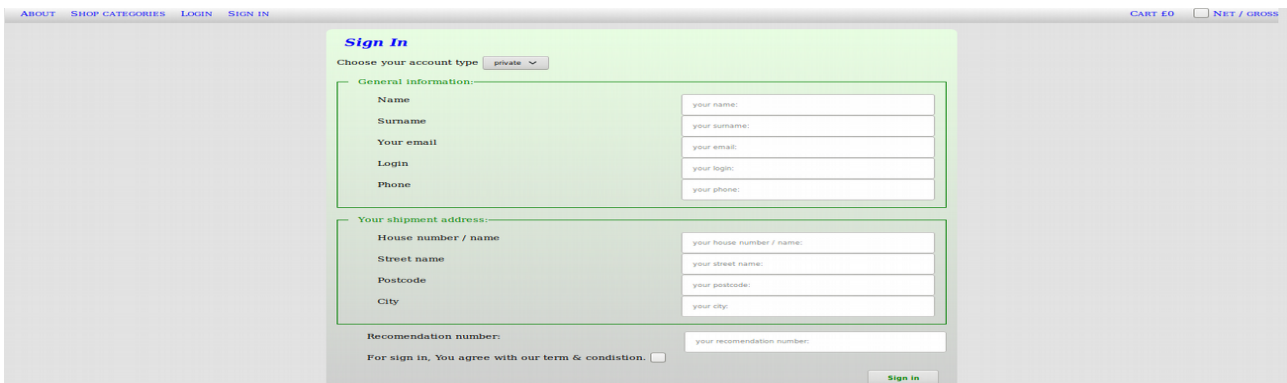 About Shop categories Login Sign in Cart £0 Net / gross
Sign In
Choose your account type private
General information:
Name your name:
Surname your surname:
Your email your email:
Login your login:
Phone your phone:
Your shipment address:
House number / name your house number / name:
Street name your street name:
Postcode your postcode:
City your city:
Recomendation number: your recomendation number:
For sign in, You agree with our term & condistion.
Sign in